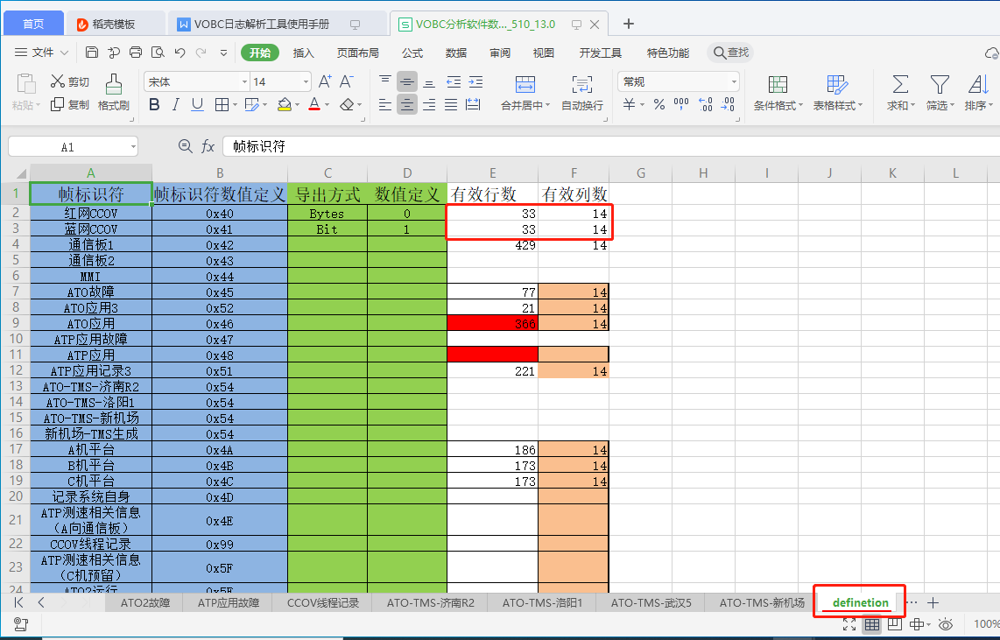 首页 稻壳模板 VOBC日志解析工具使用手册 VOBC分析软件数..._510_13.0
文件 开始 插入 页面布局 公式 数据 审阅 视图 开发工具 特色功能 查找
剪切 宋体 14 A+ A- 常规
粘贴 复制 格式刷 B I U A 合并居中 自动换行 ¥ % 条件格式 表格样式 求和 筛选 排序
A1 fx 帧标识符
A B C D E F G H I J K L
1 帧标识符 帧标识符数值定义 导出方式 数值定义 有效行数 有效列数
2 红网CCOV 0x40 Bytes 0 33 14
3 蓝网CCOV 0x41 Bit 1 33 14
4 通信板1 0x42 429 14
5 通信板2 0x43
6 MMI 0x44
7 ATO故障 0x45 77 14
8 ATO应用3 0x52 21 14
9 ATO应用 0x46 366 14
10 ATP应用故障 0x47
11 ATP应用 0x48
12 ATP应用记录3 0x51 221 14
13 ATO-TMS-济南R2 0x54
14 ATO-TMS-洛阳1 0x54
15 ATO-TMS-新机场 0x54
16 新机场-TMS生成 0x54
17 A机平台 0x4A 186 14
18 B机平台 0x4B 173 14
19 C机平台 0x4C 173 14
20 记录系统自身 0x4D
ATP测速相关信息
21 （A向通信板） 0x4E
22 CCOV线程记录 0x99
ATP测速相关信息
23 （C机预留） 0x5F
24 ATO2运行 0x5E
ATO2故障 ATP应用故障 CCOV线程记录 ATO-TMS-济南R2 ATO-TMS-洛阳1 ATO-TMS-武汉5 ATO-TMS-新机场 definetion ··· +
100%